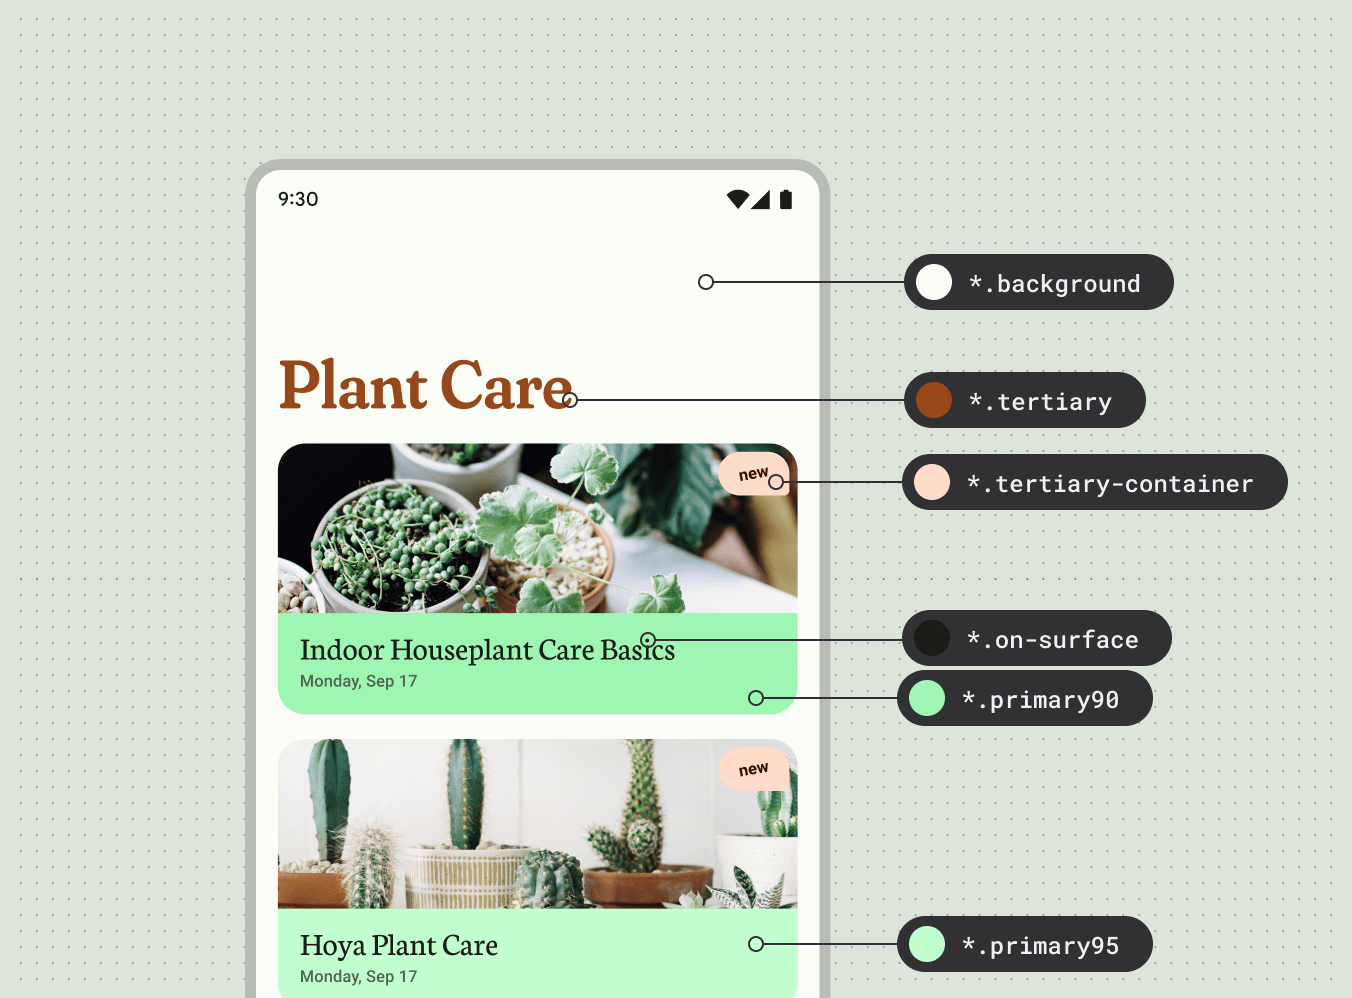 9:30
*.background
Plant Care
*.tertiary
new
*.tertiary-container
Indoor Houseplant Care Basics
*.on-surface
Monday, Sep 17
*.primary90
new
Hoya Plant Care
*.primary95
Monday, Sep 17